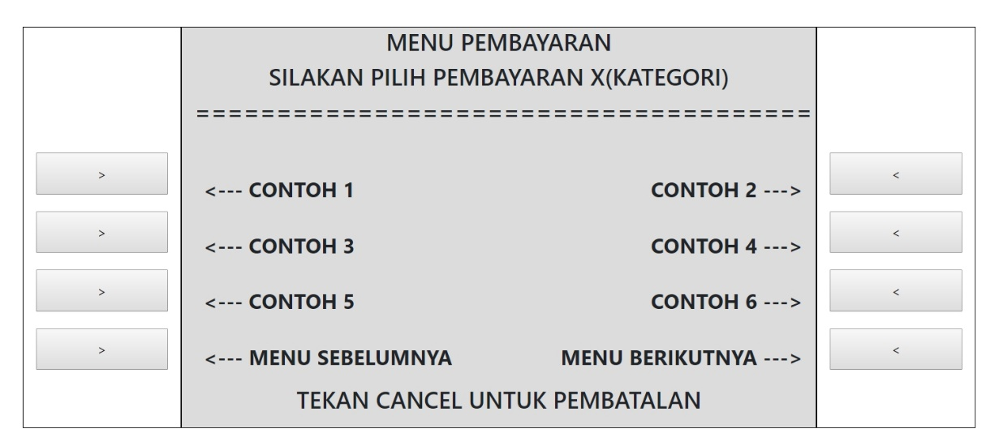 MENU PEMBAYARAN
SILAKAN PILIH PEMBAYARAN X(KATEGORI)
======================================
> <--- CONTOH 1 CONTOH 2 ---> <
> <--- CONTOH 3 CONTOH 4 ---> <
> <--- CONTOH 5 CONTOH 6 ---> <
> <--- MENU SEBELUMNYA MENU BERIKUTNYA ---> <
TEKAN CANCEL UNTUK PEMBATALAN